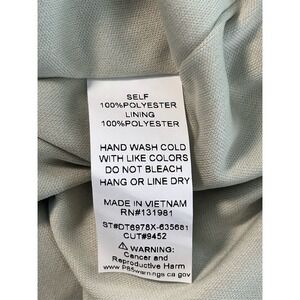 SELF
100%POLYESTER
LINING
100%POLYESTER
HAND WASH COLD
WITH LIKE COLORS
DO NOT BLEACH
HANG OR LINE DRY
MADE IN VIETNAM
RN#131981
ST#DT6978X-635681
CUT#9452
⚠ WARNING:
Cancer and
Reproductive Harm
www.P65warnings.ca.gov